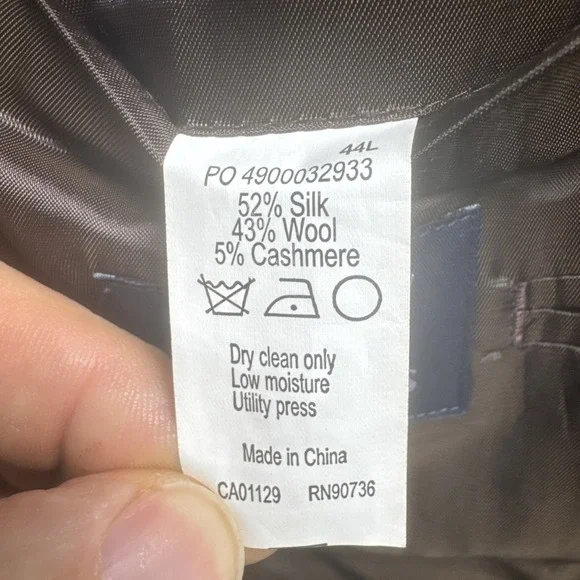 44L
PO 4900032933
52% Silk
43% Wool
5% Cashmere
Dry clean only
Low moisture
Utility press
Made in China
CA01129 RN90736